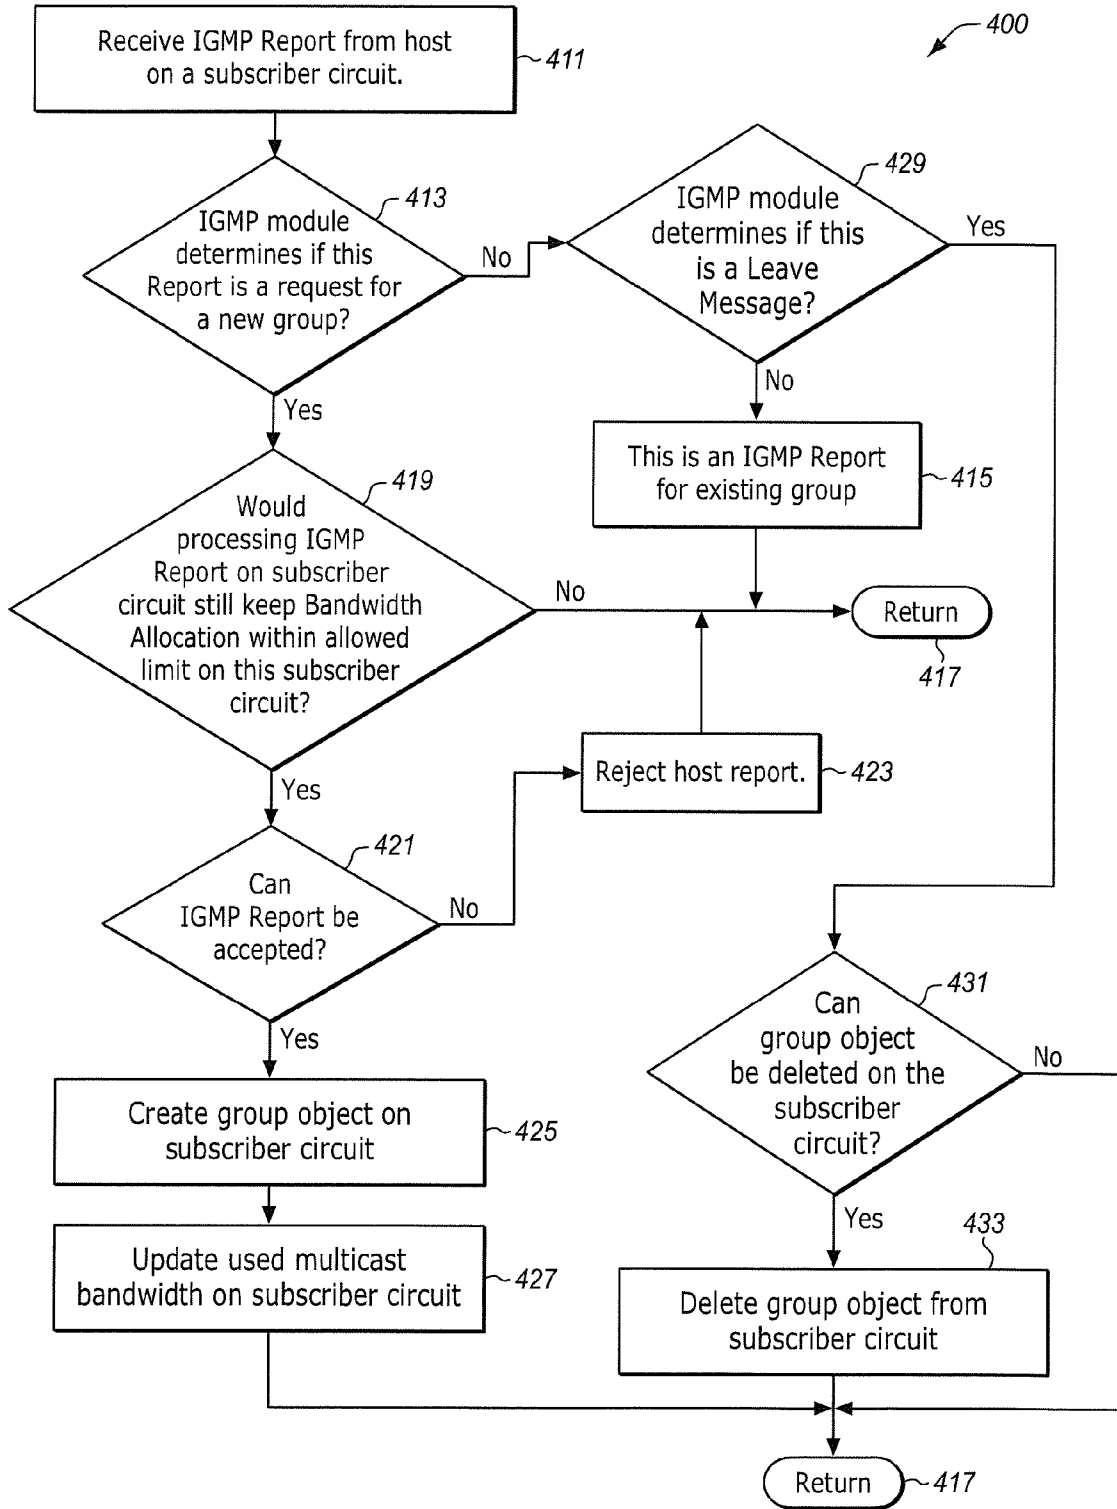 Receive IGMP Report from host
on a subscriber circuit.
411
400
IGMP module
determines if this
Report is a request for
a new group?
413
No
Yes
IGMP module
determines if this
is a Leave
Message?
429
Yes
No
This is an IGMP Report
for existing group
415
Would
processing IGMP
Report on subscriber
circuit still keep Bandwidth
Allocation within allowed
limit on this subscriber
circuit?
419
No
Yes
Return
417
Reject host report.
423
Can
IGMP Report be
accepted?
421
No
Yes
Can
group object
be deleted on the
subscriber
circuit?
431
No
Yes
Create group object on
subscriber circuit
425
Update used multicast
bandwidth on subscriber circuit
427
Delete group object from
subscriber circuit
433
Return
417